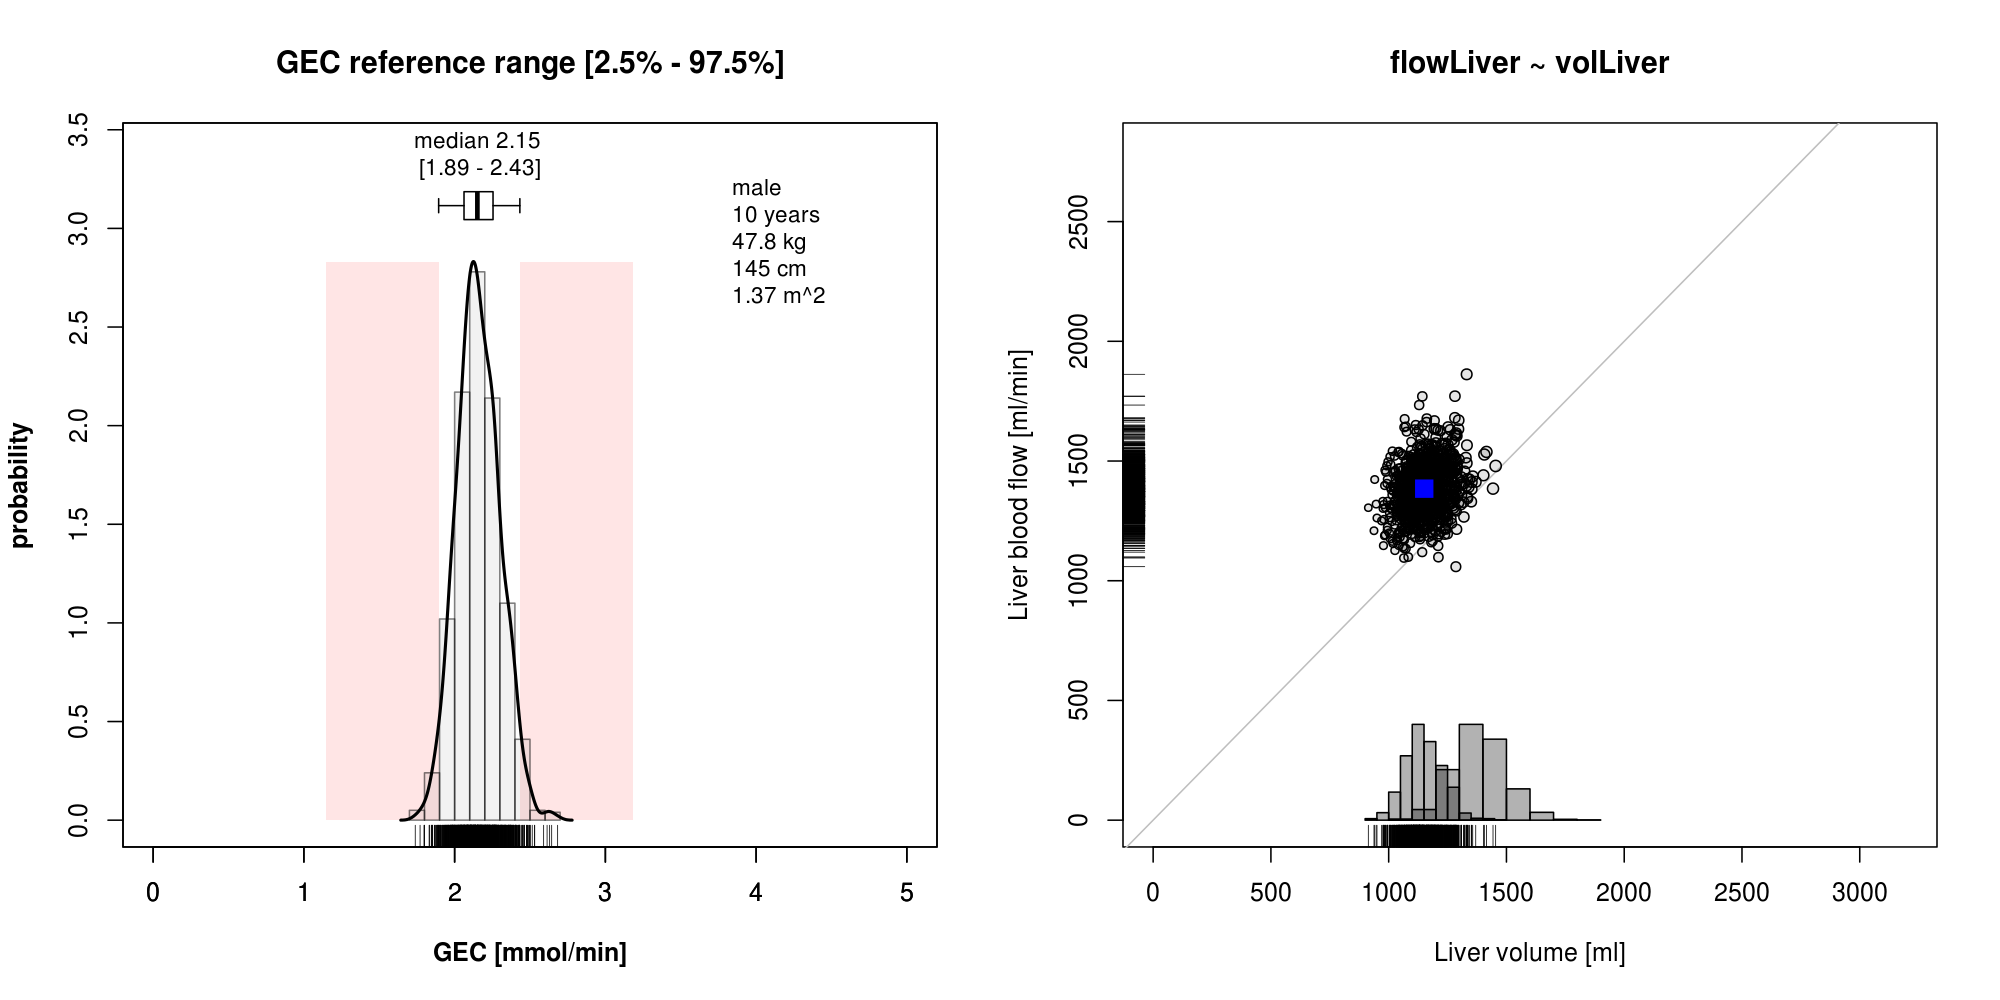 GEC reference range [2.5% - 97.5%]
median 2.15
[1.89 - 2.43]
male
10 years
47.8 kg
145 cm
1.37 m^2
probability
0.0
0.5
1.0
1.5
2.0
2.5
3.0
3.5
0 1 2 3 4 5
GEC [mmol/min]
flowLiver ~ volLiver
Liver blood flow [ml/min]
0
500
1000
1500
2000
2500
0 500 1000 1500 2000 2500 3000
Liver volume [ml]